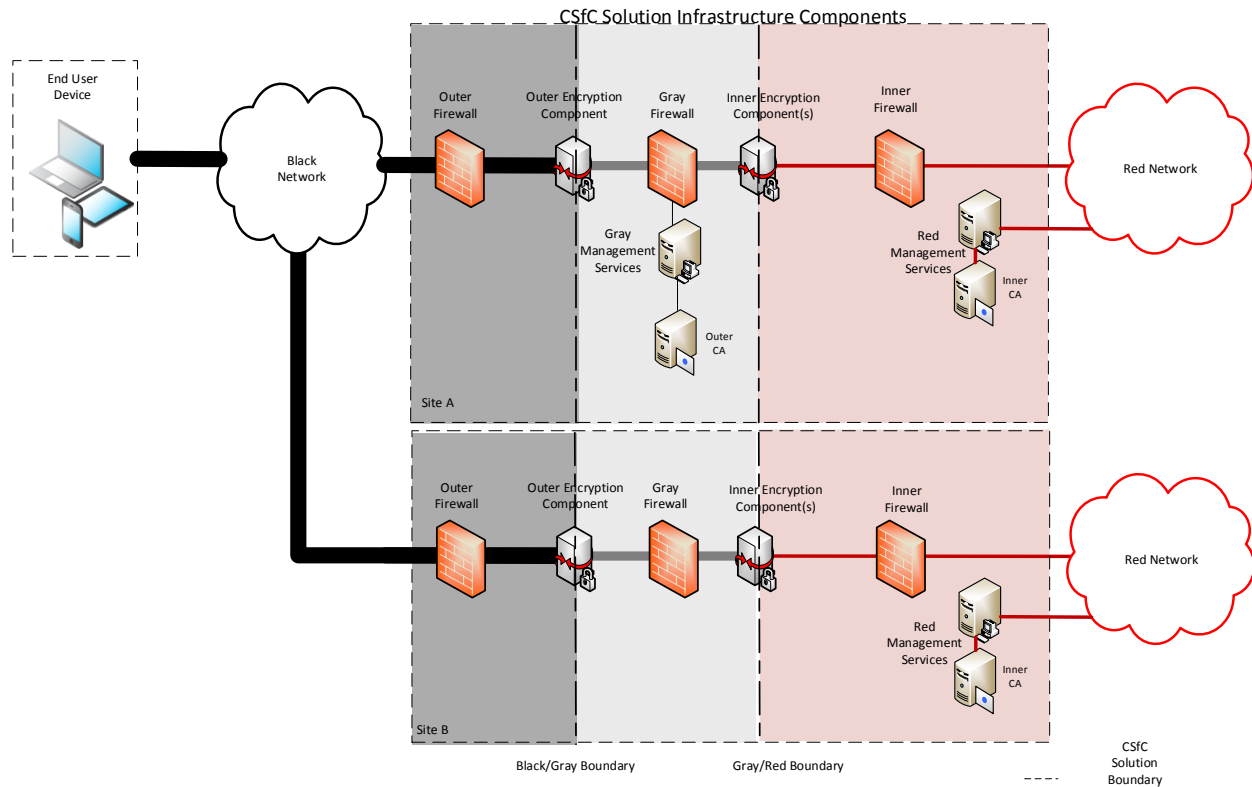 CSfC Solution Infrastructure Components
End User
Device
Black
Network
Outer
Firewall
Outer Encryption
Component
Gray
Firewall
Inner Encryption
Component(s)
Inner
Firewall
Red Network
Gray
Management
Services
Outer
CA
Red
Management
Services
Inner
CA
Site A
Outer
Firewall
Outer Encryption
Component
Gray
Firewall
Inner Encryption
Component(s)
Inner
Firewall
Red Network
Red
Management
Services
Inner
CA
Site B
Black/Gray Boundary
Gray/Red Boundary
CSfC
Solution
Boundary